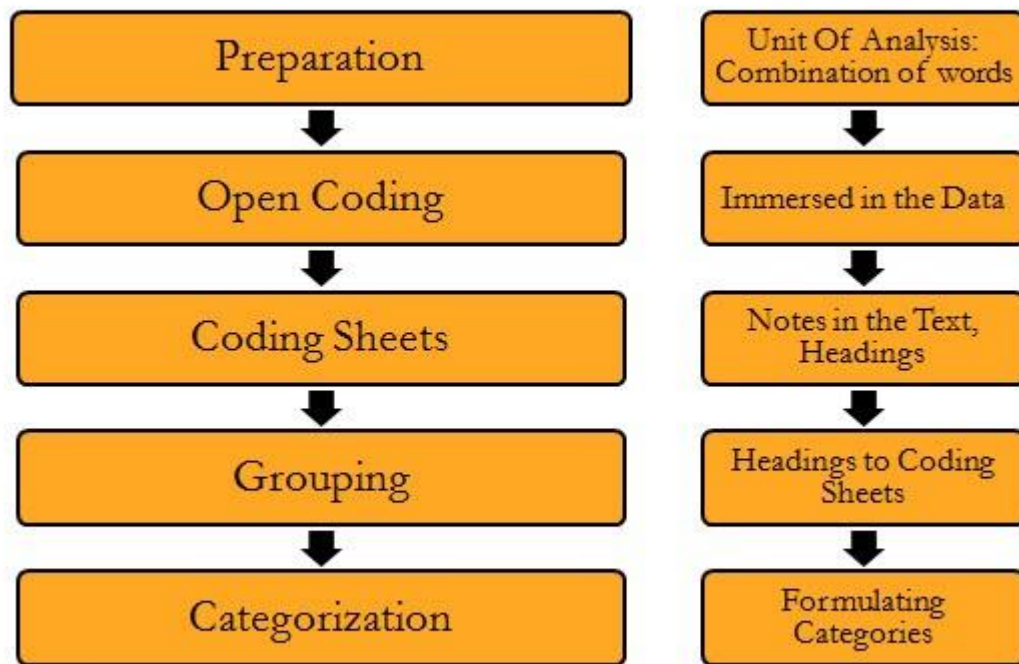 Preparation
Unit Of Analysis:
Combination of words
Open Coding
Immersed in the Data
Coding Sheets
Notes in the Text,
Headings
Grouping
Headings to Coding
Sheets
Categorization
Formulating
Categories